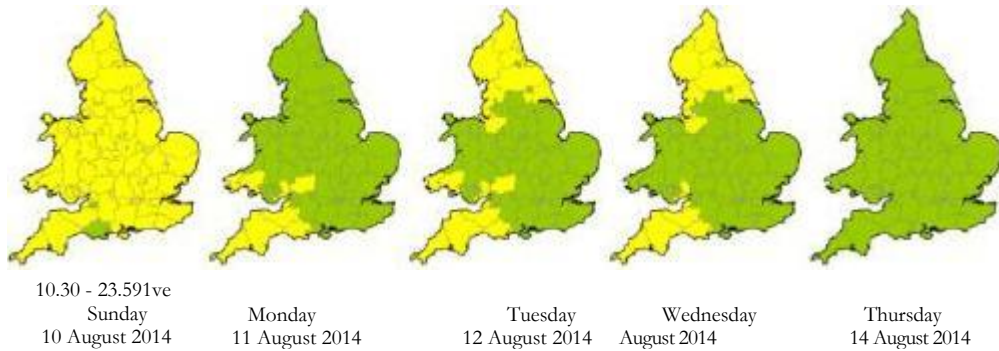 10.30 - 23.591ve
Sunday
10 August 2014
Monday
11 August 2014
Tuesday
12 August 2014
Wednesday
August 2014
Thursday
14 August 2014